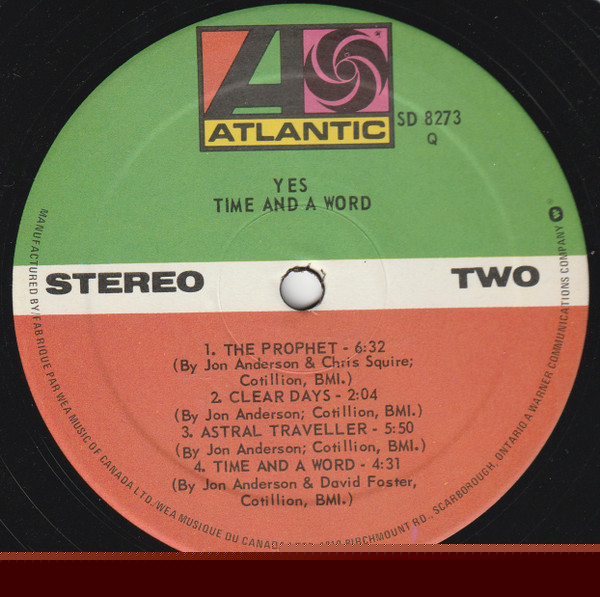 ATLANTIC
SD 8273
Q
YES
TIME AND A WORD
STEREO
TWO
1. THE PROPHET - 6:32
(By Jon Anderson & Chris Squire;
Cotillion, BMI.)
2. CLEAR DAYS - 2:04
(By Jon Anderson; Cotillion, BMI.)
3. ASTRAL TRAVELLER - 5:50
(By Jon Anderson; Cotillion, BMI.)
4. TIME AND A WORD - 4:31
(By Jon Anderson & David Foster,
Cotillion, BMI.)
MANUFACTURED BY/FABRIQUE PAR WEA MUSIC OF CANADA LTD./WEA MUSIQUE DU CANADA LTEE. BIRCHMOUNT RD., SCARBOROUGH, ONTARIO A WARNER COMMUNICATIONS COMPANY